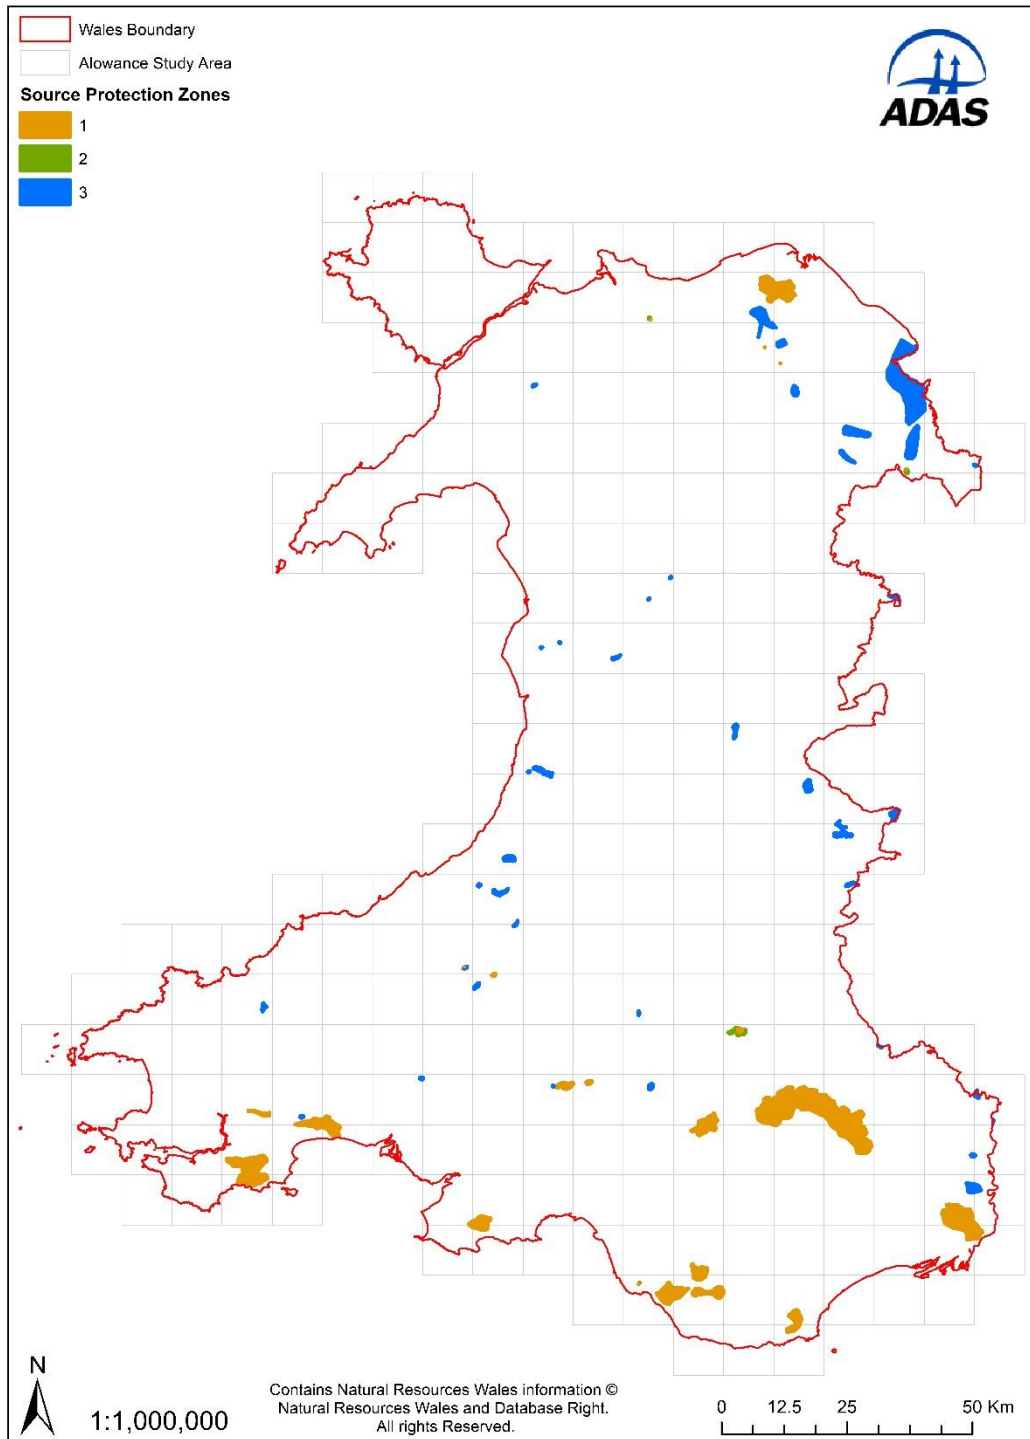 Wales Boundary
Alowance Study Area
Source Protection Zones
1
2
3
ADAS
N
1:1,000,000
Contains Natural Resources Wales information ©
Natural Resources Wales and Database Right.
All rights Reserved.
0 12.5 25 50 Km